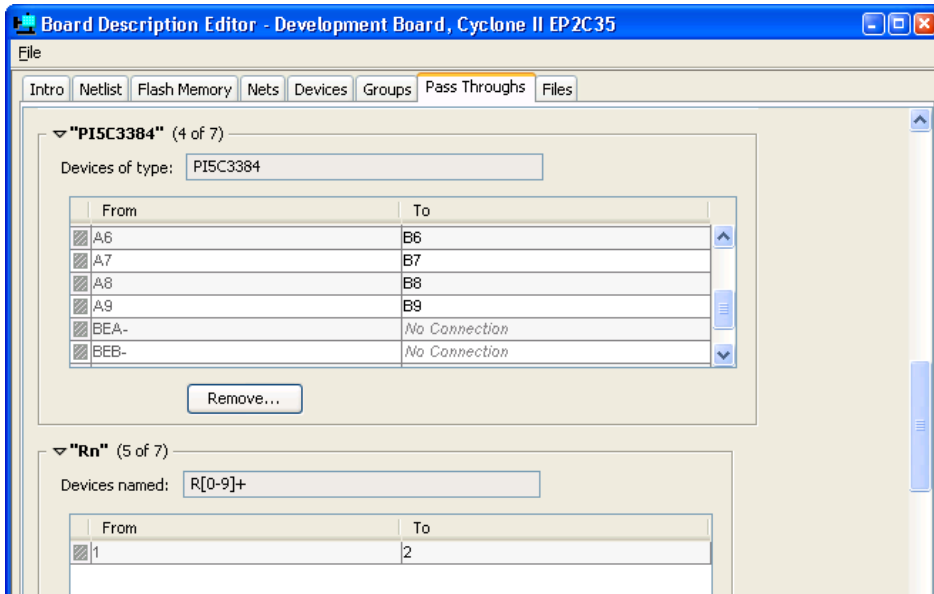 Board Description Editor - Development Board, Cyclone II EP2C35
File
Intro Netlist Flash Memory Nets Devices Groups Pass Throughs Files
"PI5C3384" (4 of 7)
Devices of type: PI5C3384
From To
A6 B6
A7 B7
A8 B8
A9 B9
BEA- No Connection
BEB- No Connection
Remove...
"Rn" (5 of 7)
Devices named: R[0-9]+
From To
1 2